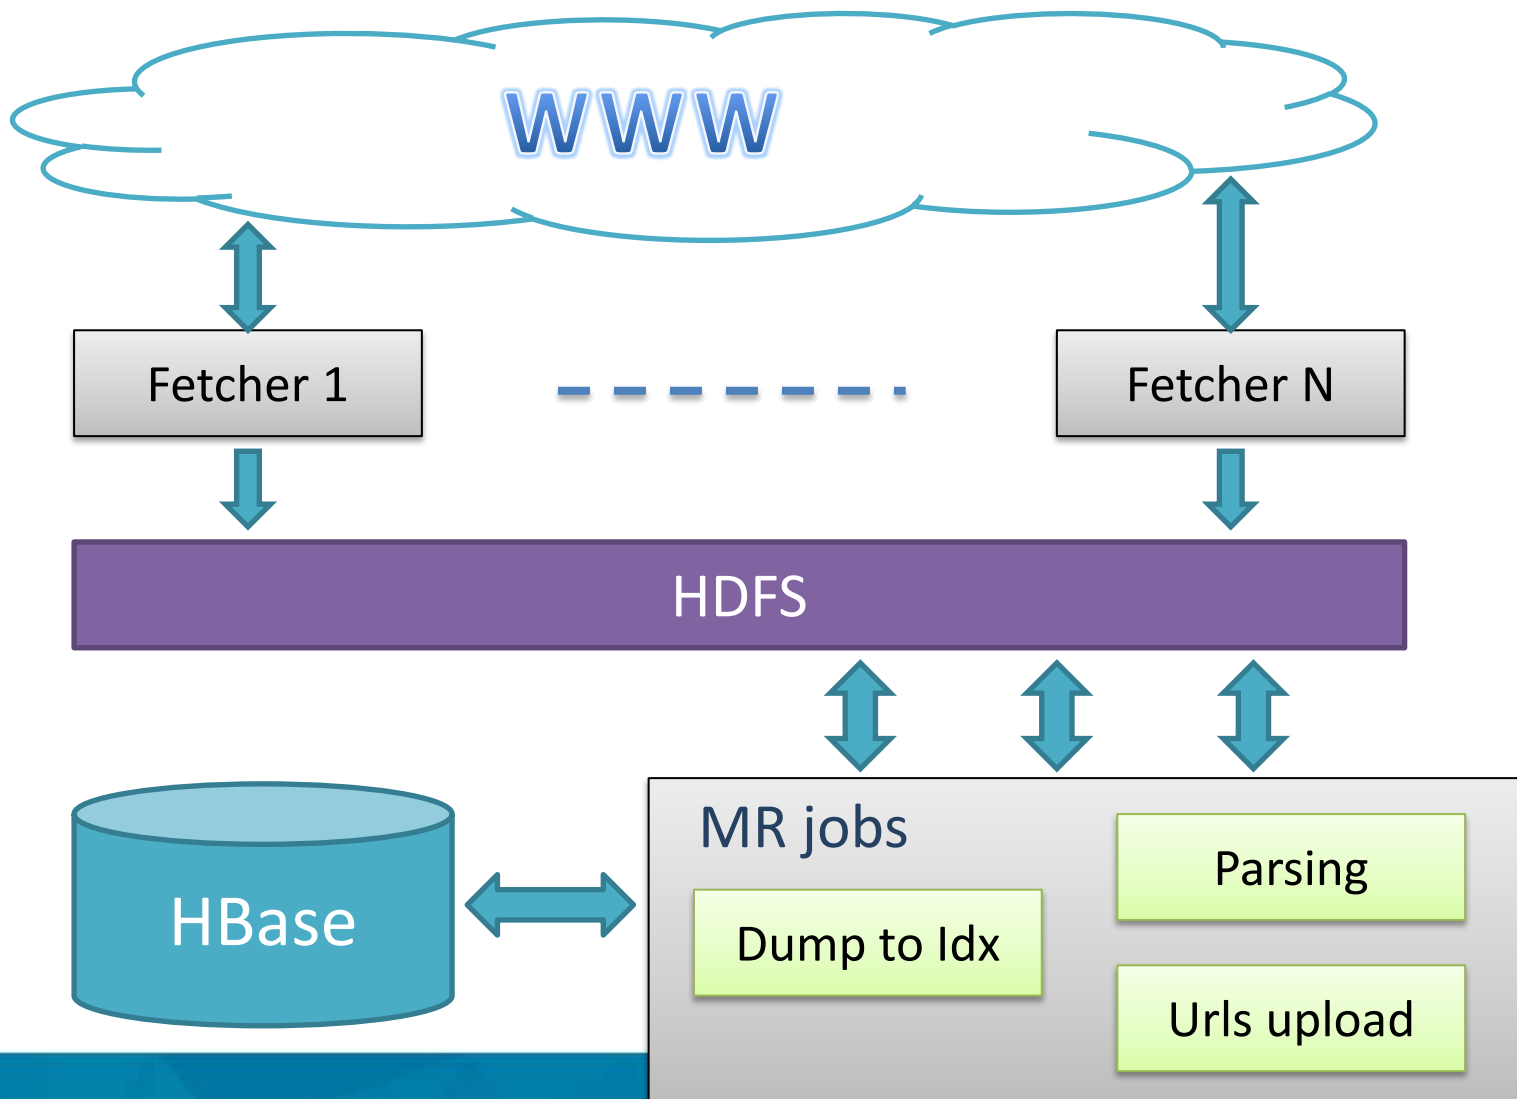 WWW
Fetcher 1
Fetcher N
HDFS
HBase
MR jobs
Dump to Idx
Parsing
Urls upload